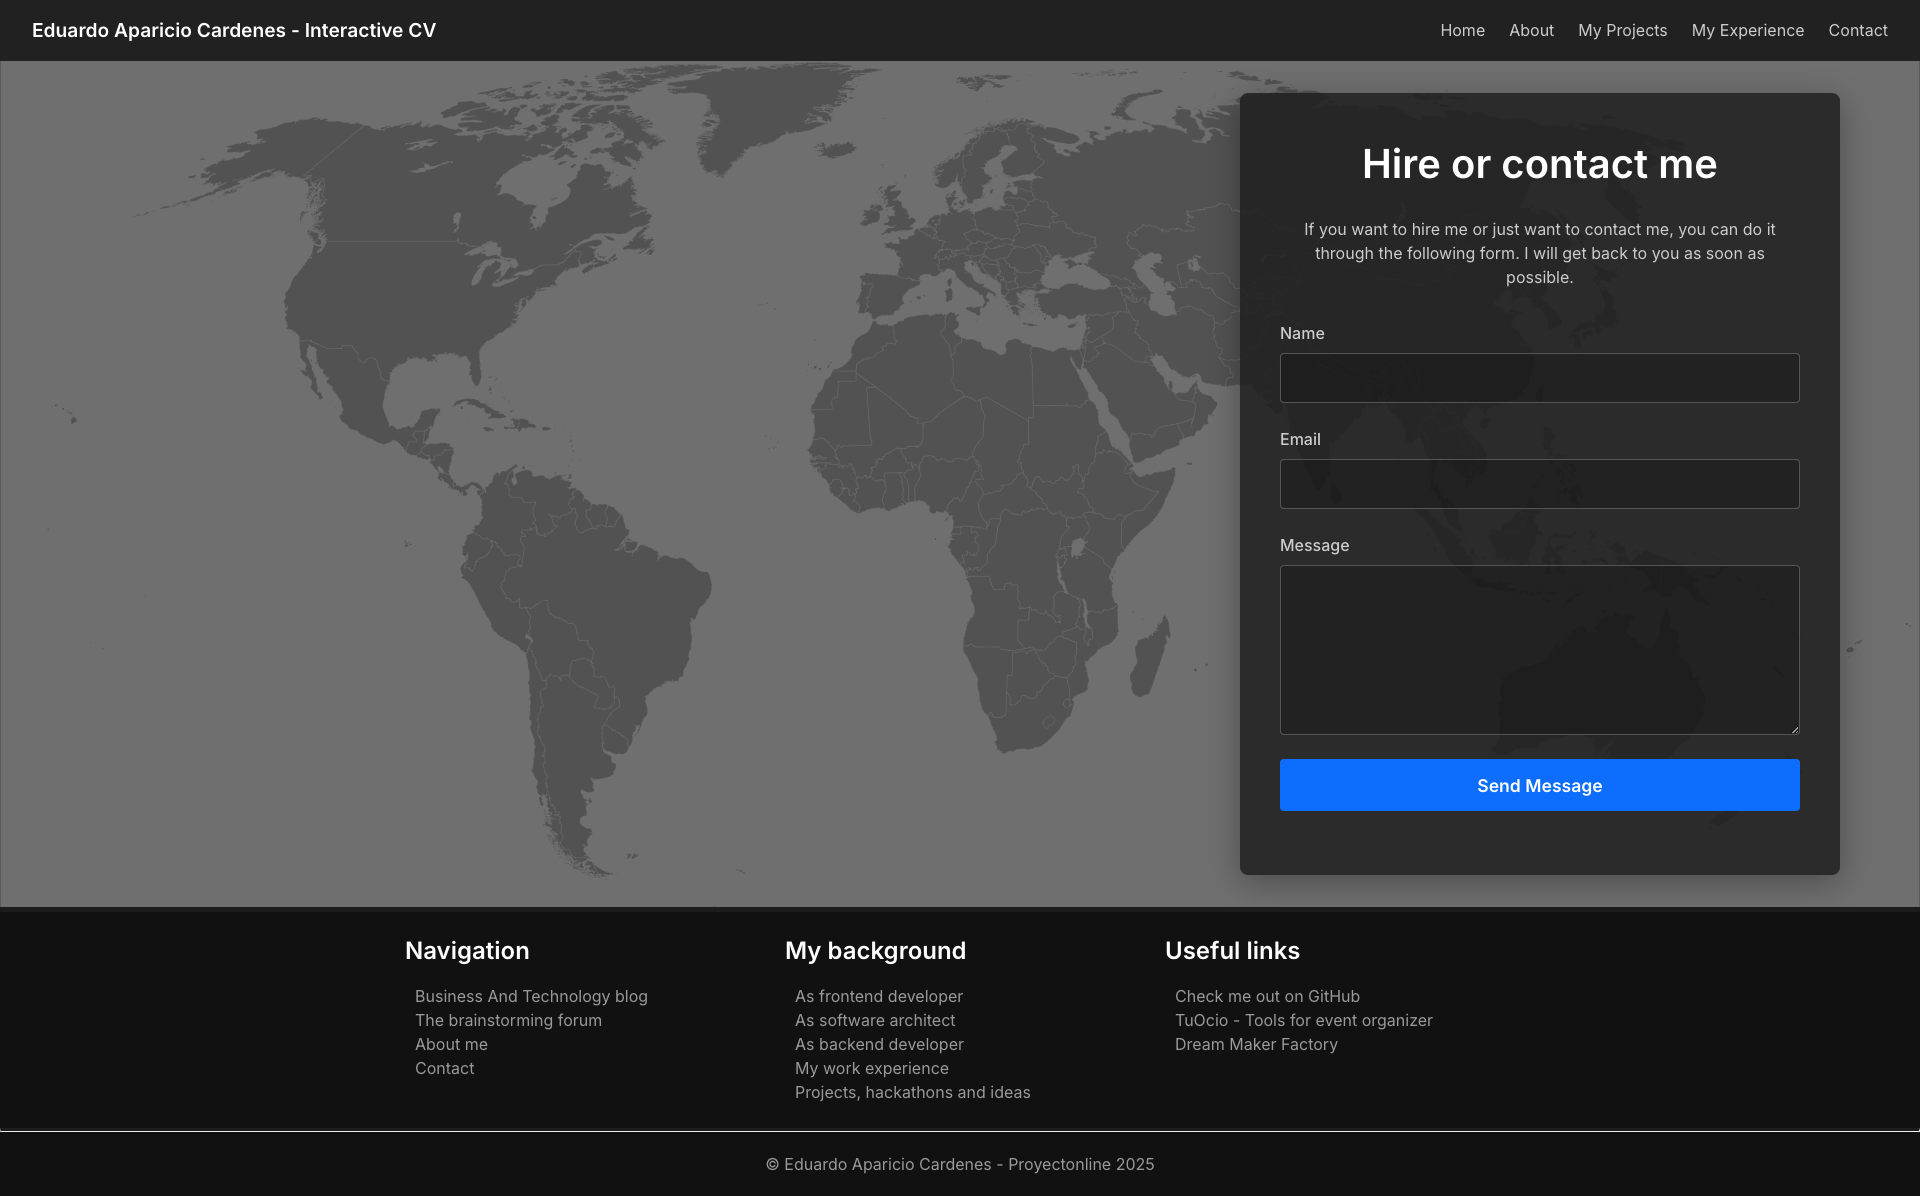 Eduardo Aparicio Cardenes - Interactive CV
Home About My Projects My Experience Contact
Hire or contact me
If you want to hire me or just want to contact me, you can do it
through the following form. I will get back to you as soon as
possible.
Name
Email
Message
Send Message
Navigation
Business And Technology blog
The brainstorming forum
About me
Contact
My background
As frontend developer
As software architect
As backend developer
My work experience
Projects, hackathons and ideas
Useful links
Check me out on GitHub
TuOcio - Tools for event organizer
Dream Maker Factory
© Eduardo Aparicio Cardenes - Proyectonline 2025